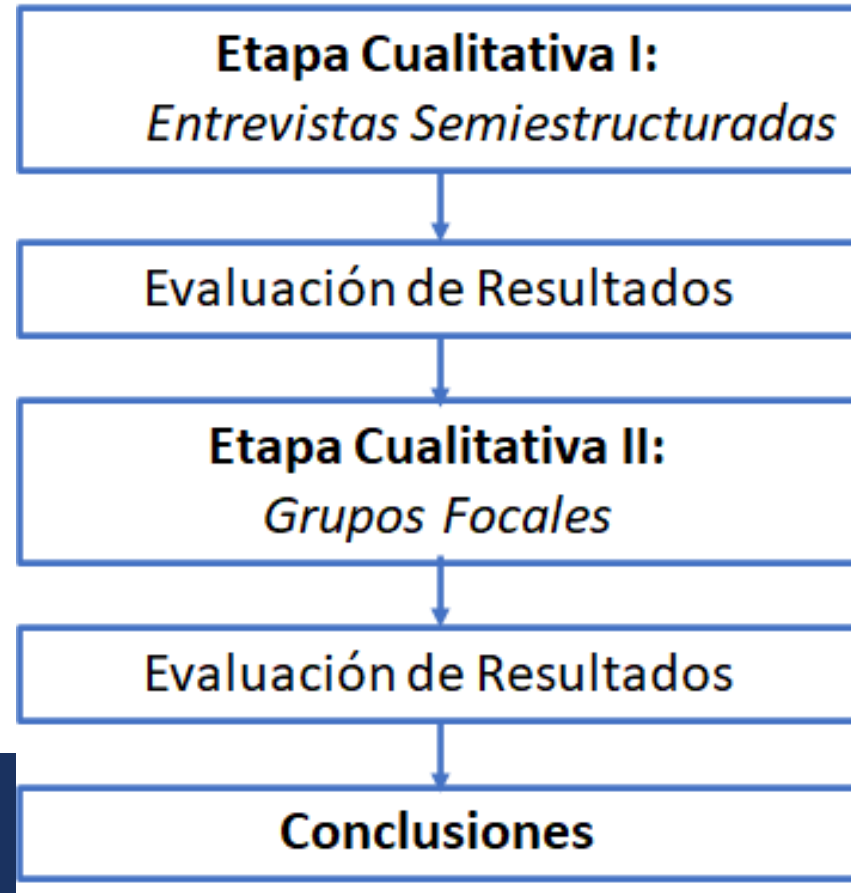 Etapa Cualitativa I:
Entrevistas Semiestructuradas
Evaluación de Resultados
Etapa Cualitativa II:
Grupos Focales
Evaluación de Resultados
Conclusiones